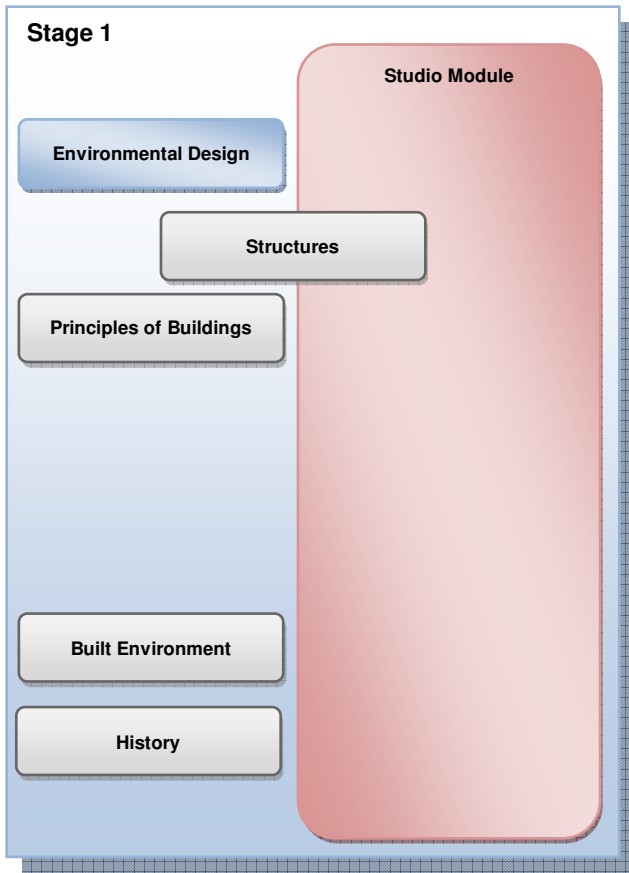 Stage 1
Studio Module
Environmental Design
Structures
Principles of Buildings
Built Environment
History